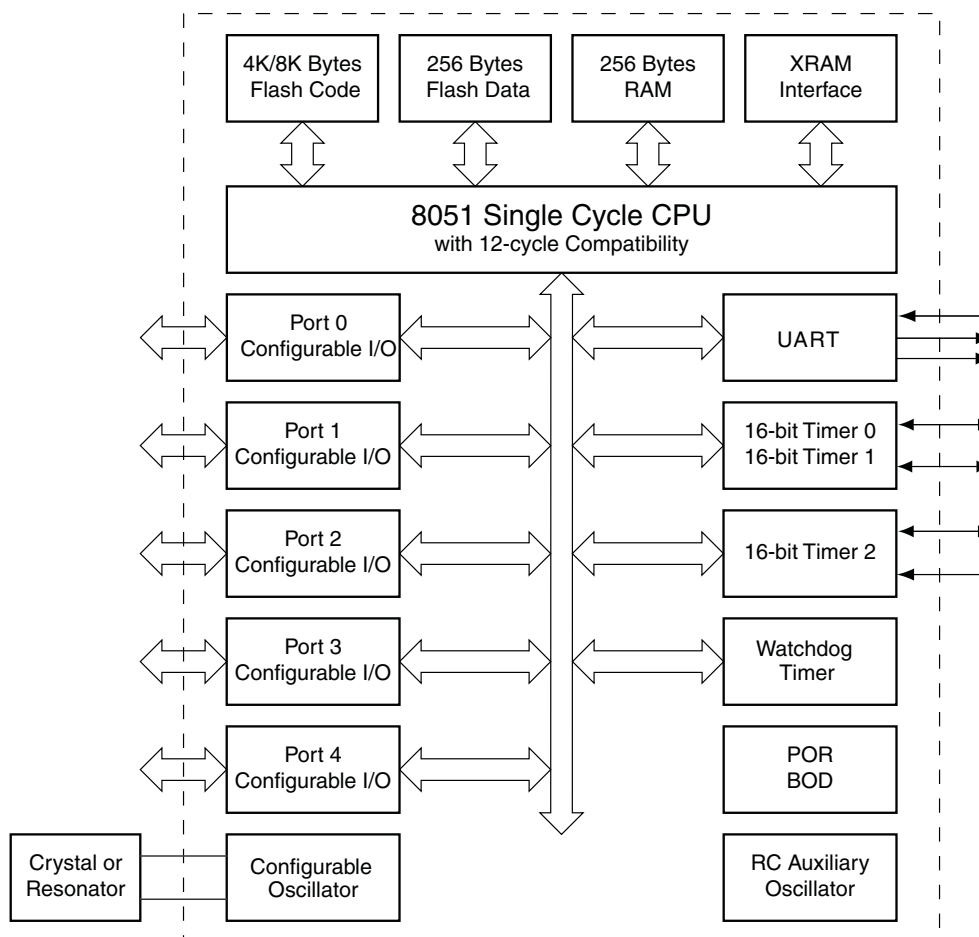 4K/8K Bytes
Flash Code
256 Bytes
Flash Data
256 Bytes
RAM
XRAM
Interface
8051 Single Cycle CPU
with 12-cycle Compatibility
Port 0
Configurable I/O
UART
Port 1
Configurable I/O
16-bit Timer 0
16-bit Timer 1
Port 2
Configurable I/O
16-bit Timer 2
Port 3
Configurable I/O
Watchdog
Timer
Port 4
Configurable I/O
POR
BOD
Crystal or
Resonator
Configurable
Oscillator
RC Auxiliary
Oscillator